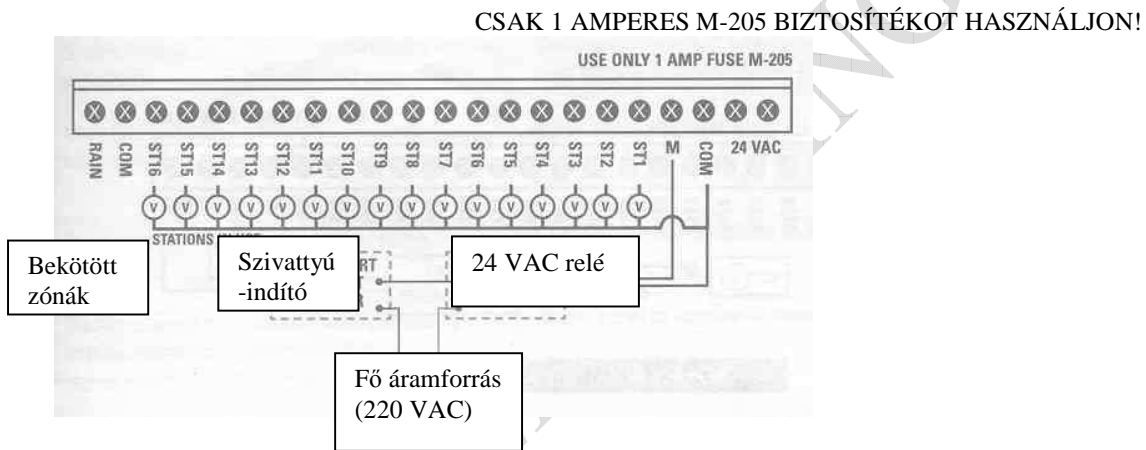 CSAK 1 AMPERES M-205 BIZTOSÍTÉKOT HASZNÁLJON!
USE ONLY 1 AMP FUSE M-205
RAIN COM ST16 ST15 ST14 ST13 ST12 ST11 ST10 ST9 ST8 ST7 ST6 ST5 ST4 ST3 ST2 ST1 M COM 24 VAC
V V V V V V V V V V V V V V V V
STATIONS
Bekötött
zónák
Szivattyú
-indító
24 VAC relé
Fő áramforrás
(220 VAC)